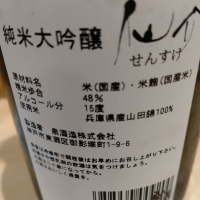 純米大吟醸
仙介
せんすけ
原材料名 米(国産)・米麹(国産米)
精米歩合 48%
アルコール分 15度
使用米 兵庫県産山田錦100%
製造者 泉酒造株式会社
神戸市東灘区御影塚町1-9-6